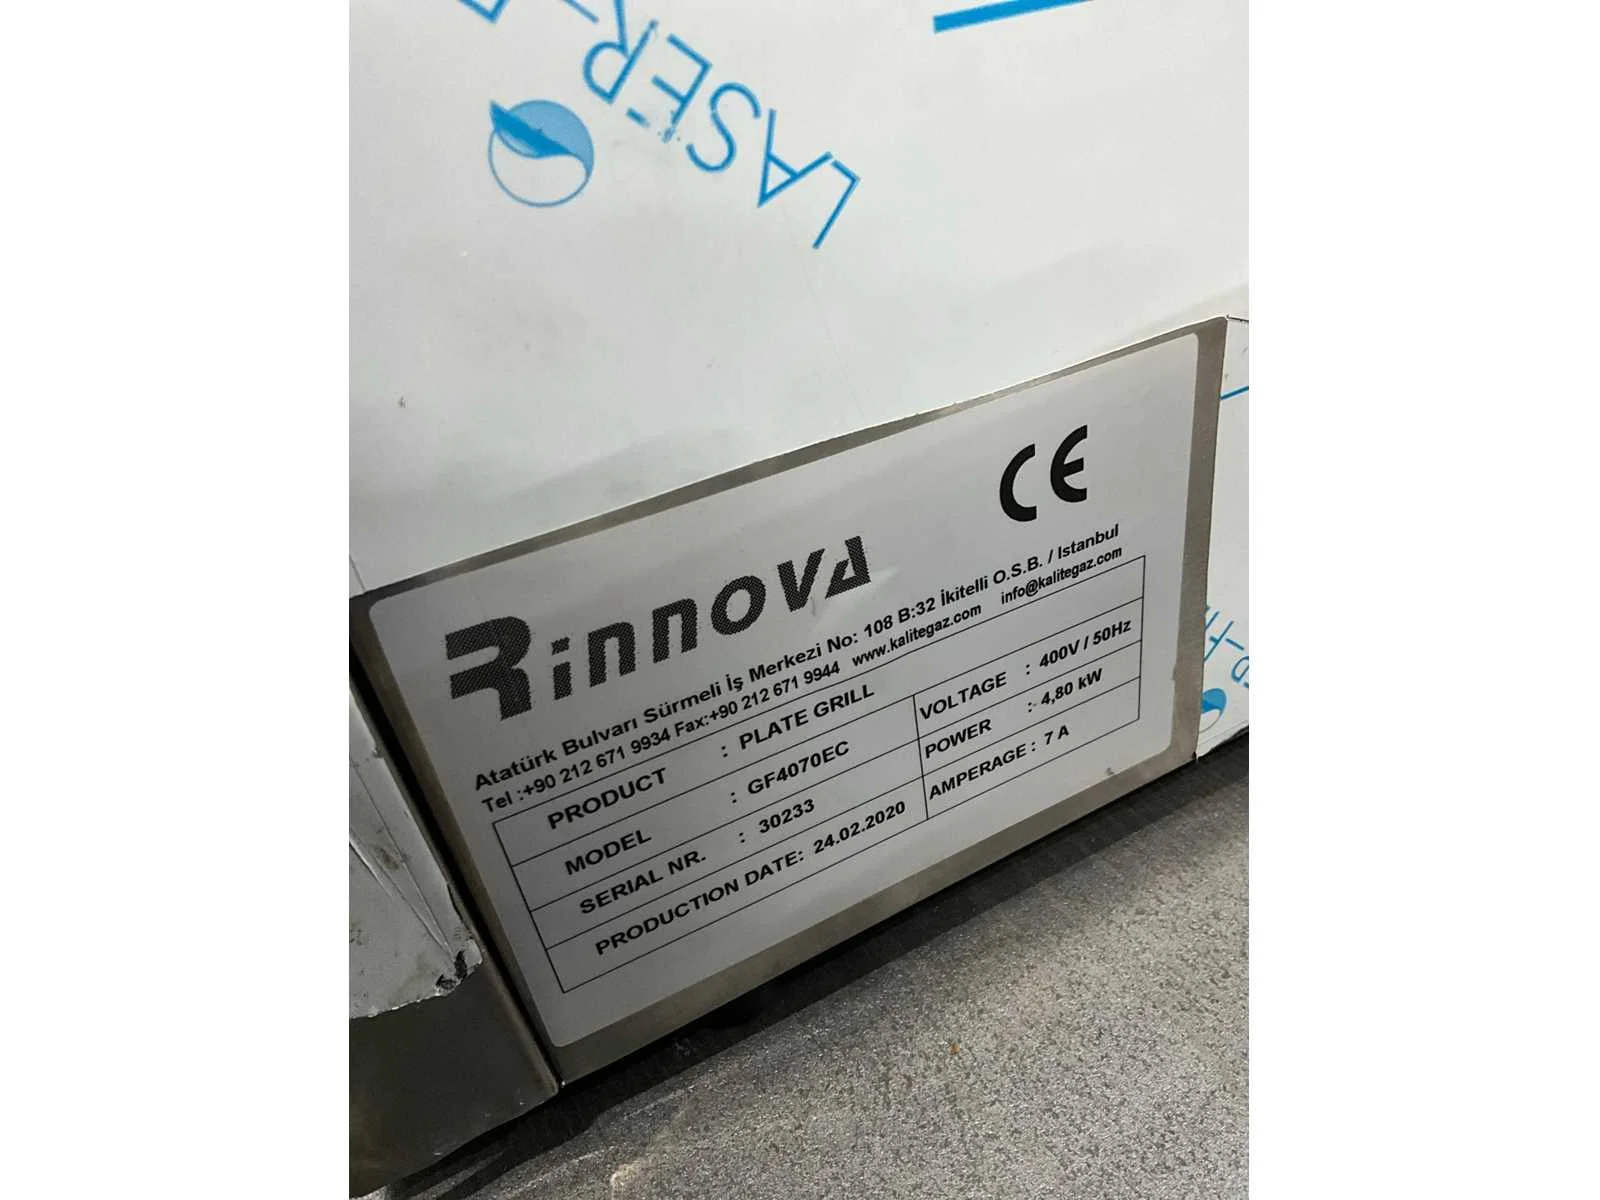 LASER
Rinnova
CE
Atatürk Bulvarı Sürmeli İş Merkezi No: 108 B:32 İkitelli O.S.B. / Istanbul
Tel :+90 212 671 9934 Fax:+90 212 671 9944 www.kalitegaz.com info@kalitegaz.com
PRODUCT : PLATE GRILL
MODEL : GF4070EC
SERIAL NR. : 30233
PRODUCTION DATE: 24.02.2020
VOLTAGE : 400V / 50Hz
POWER : 4,80 kW
AMPERAGE : 7 A